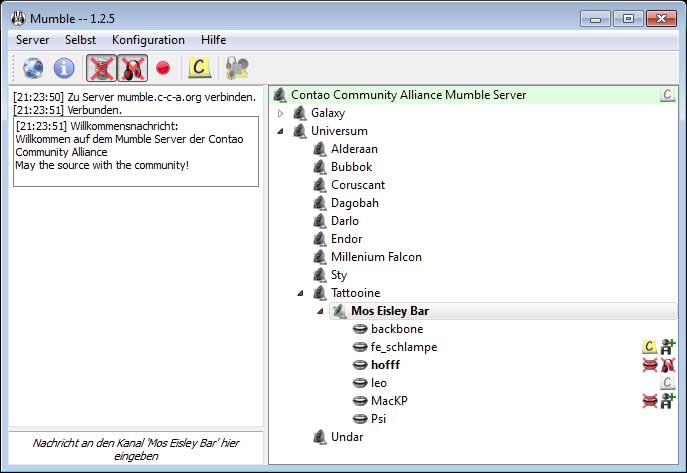 Mumble -- 1.2.5
Server Selbst Konfiguration Hilfe
C
[21:23:50] Zu Server mumble.c-c-a.org verbinden.
[21:23:51] Verbunden.
[21:23:51] Willkommensnachricht:
Willkommen auf dem Mumble Server der Contao
Community Alliance
May the source with the community!
Nachricht an den Kanal 'Mos Eisley Bar' hier
eingeben
Contao Community Alliance Mumble Server C
Galaxy
Universum
Alderaan
Bubbok
Coruscant
Dagobah
Darlo
Endor
Millenium Falcon
Sty
Tattooine
Mos Eisley Bar
backbone
fe_schlampe C
hofff
leo C
MacKP
Psi
Undar